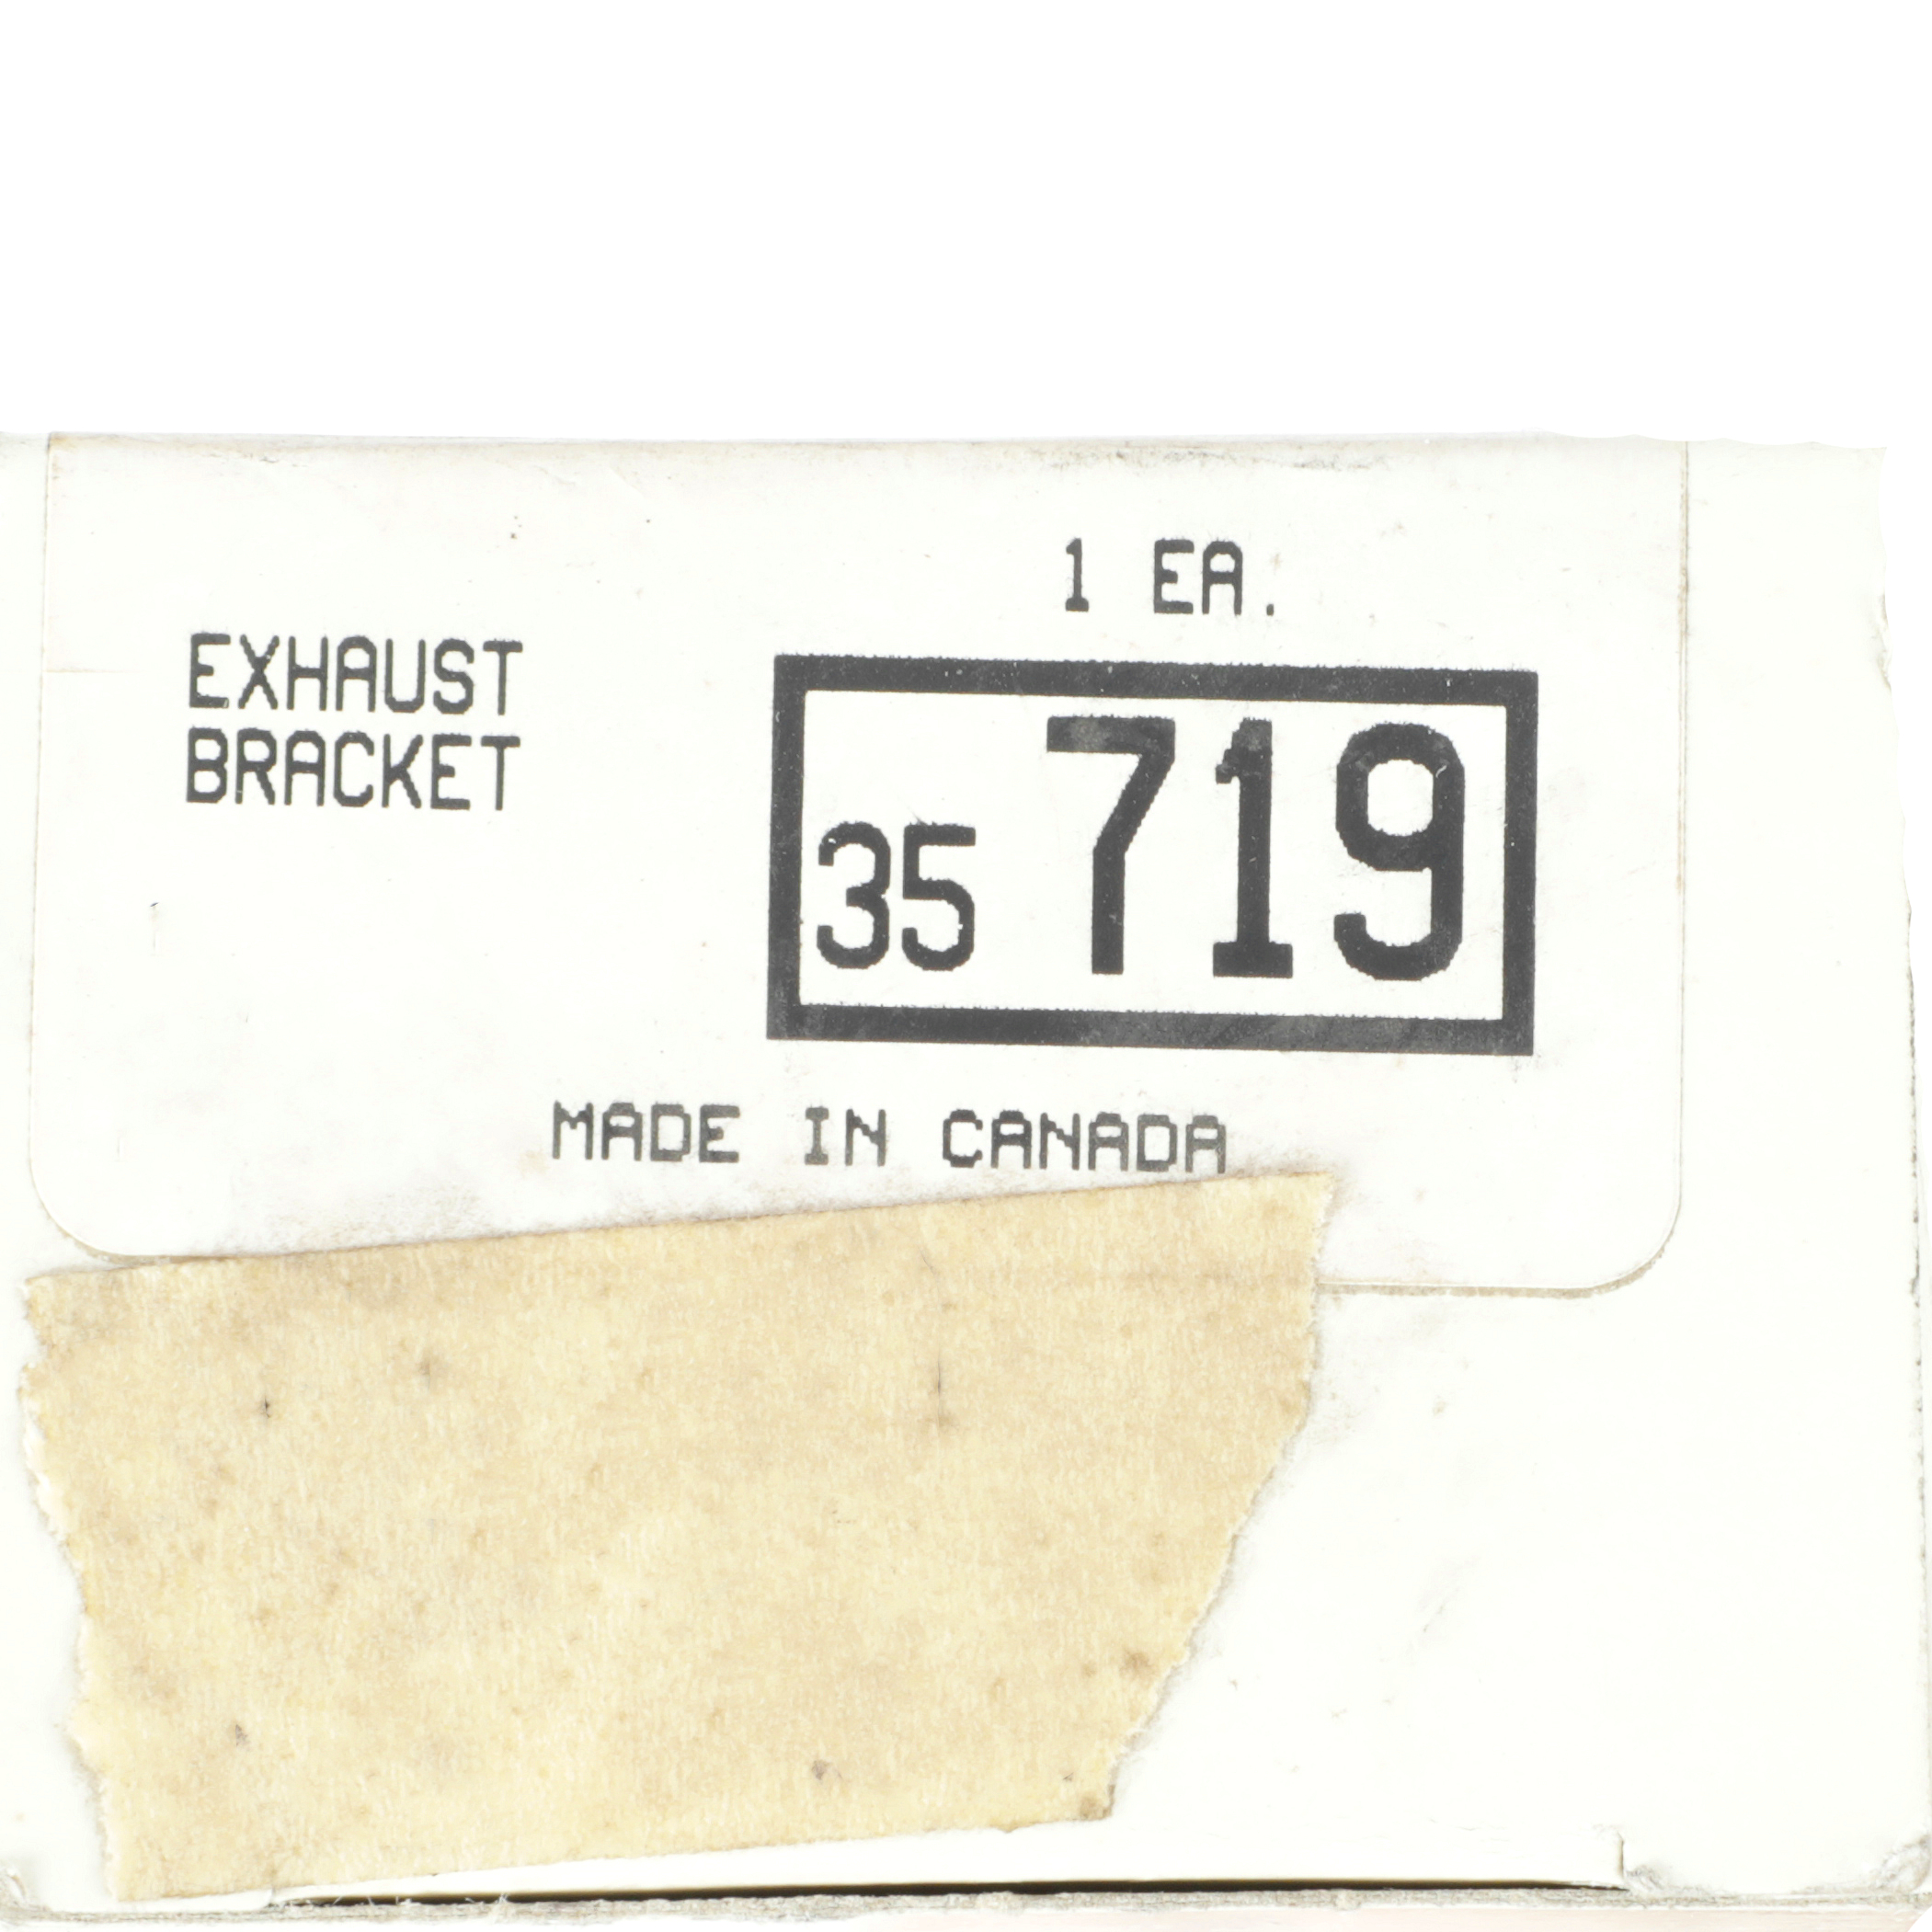 1 EA.
EXHAUST
BRACKET
35 719
MADE IN CANADA